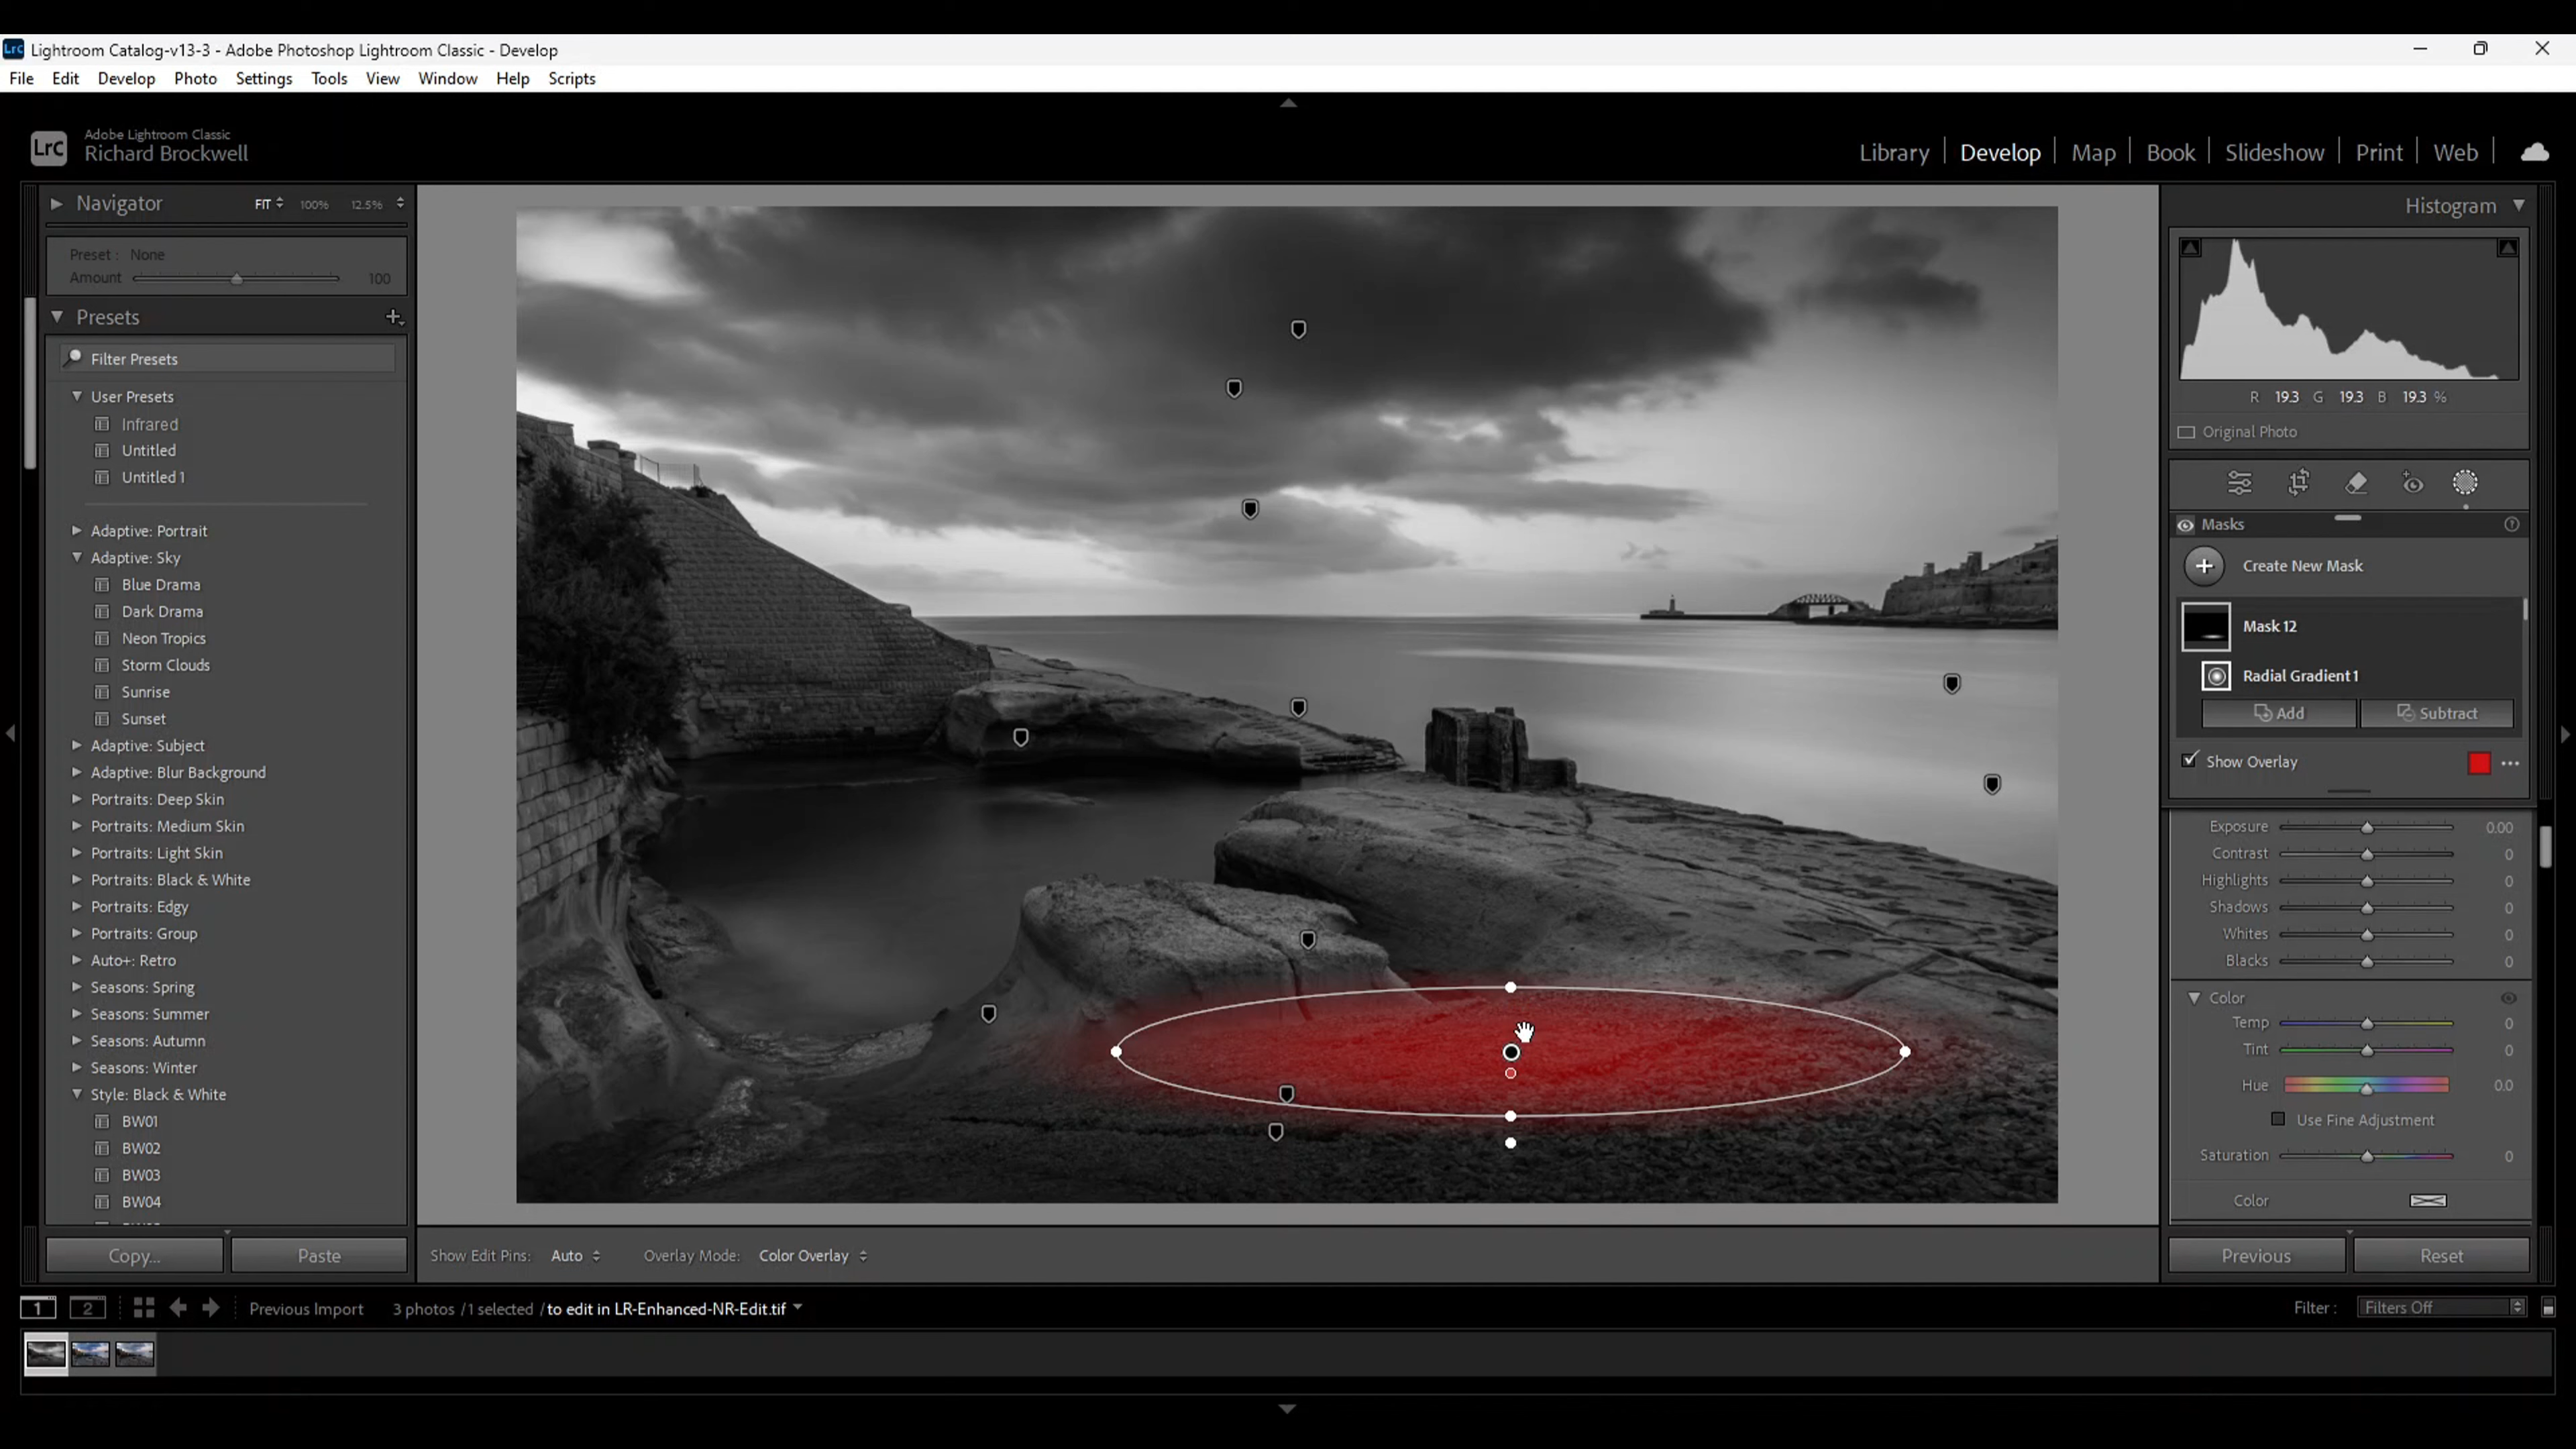 Lrc Lightroom Catalog-v13-3 - Adobe Photoshop Lightroom Classic - Develop
File Edit Develop Photo Settings Tools View Window Help Scripts
LrC
Adobe Lightroom Classic
Richard Brockwell
Library Develop Map Book Slideshow Print Web
Navigator FIT 100% 12.5%
Preset : None
Amount 100
Presets
Filter Presets
User Presets
Infrared
Untitled
Untitled 1
Adaptive: Portrait
Adaptive: Sky
Blue Drama
Dark Drama
Neon Tropics
Storm Clouds
Sunrise
Sunset
Adaptive: Subject
Adaptive: Blur Background
Portraits: Deep Skin
Portraits: Medium Skin
Portraits: Light Skin
Portraits: Black & White
Portraits: Edgy
Portraits: Group
Auto+: Retro
Seasons: Spring
Seasons: Summer
Seasons: Autumn
Seasons: Winter
Style: Black & White
BW01
BW02
BW03
BW04
Copy... Paste
Show Edit Pins: Auto Overlay Mode: Color Overlay
Histogram
R 19.3 G 19.3 B 19.3 %
Original Photo
Masks
Create New Mask
Mask 12
Radial Gradient 1
Add Subtract
Show Overlay
Exposure 0.00
Contrast 0
Highlights 0
Shadows 0
Whites 0
Blacks 0
Color
Temp 0
Tint 0
Hue 0.0
Use Fine Adjustment
Saturation 0
Color
Previous Reset
1 2 Previous Import 3 photos / 1 selected / to edit in LR-Enhanced-NR-Edit.tif
Filter : Filters Off